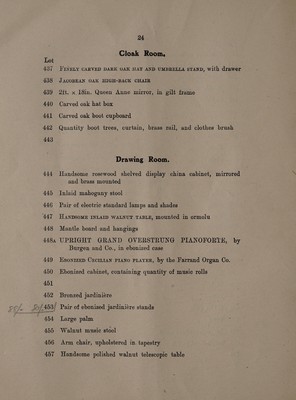 24
Cloak Room.
Lot
437 FINELY CARVED DARK OAK HAT AND UMBRELLA STAND, with drawer
438 JACOBEAN OAK HIGH-BACK CHAIR
439 2ft. x 18in. Queen Anne mirror, in gilt frame
440 Carved oak hat box
441 Carved oak boot cupboard
442 Quantity boot trees, curtain, brass rail, and clothes brush
443
Drawing Room.
444 Handsome rosewood shelved display china cabinet, mirrored
and brass mounted
445 Inlaid mahogany stool
446 Pair of electric standard lamps and shades
447 HANDSOME INLAID WALNUT TABLE, mounted in ormolu
448 Mantle board and hangings
448A UPRIGHT GRAND OVERSTRUNG PIANOFORTE, by
Burgen and Co., in ebonized case
449 EBONIZED CECILIAN PIANO PLAYER, by the Farrand Organ Co.
450 Ebonized cabinet, containing quantity of music rolls
451
452 Bronzed jardinière
453 Pair of ebonised jardinière stands
454 Large palm
455 Walnut music stool
456 Arm chair, upholstered in tapestry
457 Handsome polished walnut telescopic table